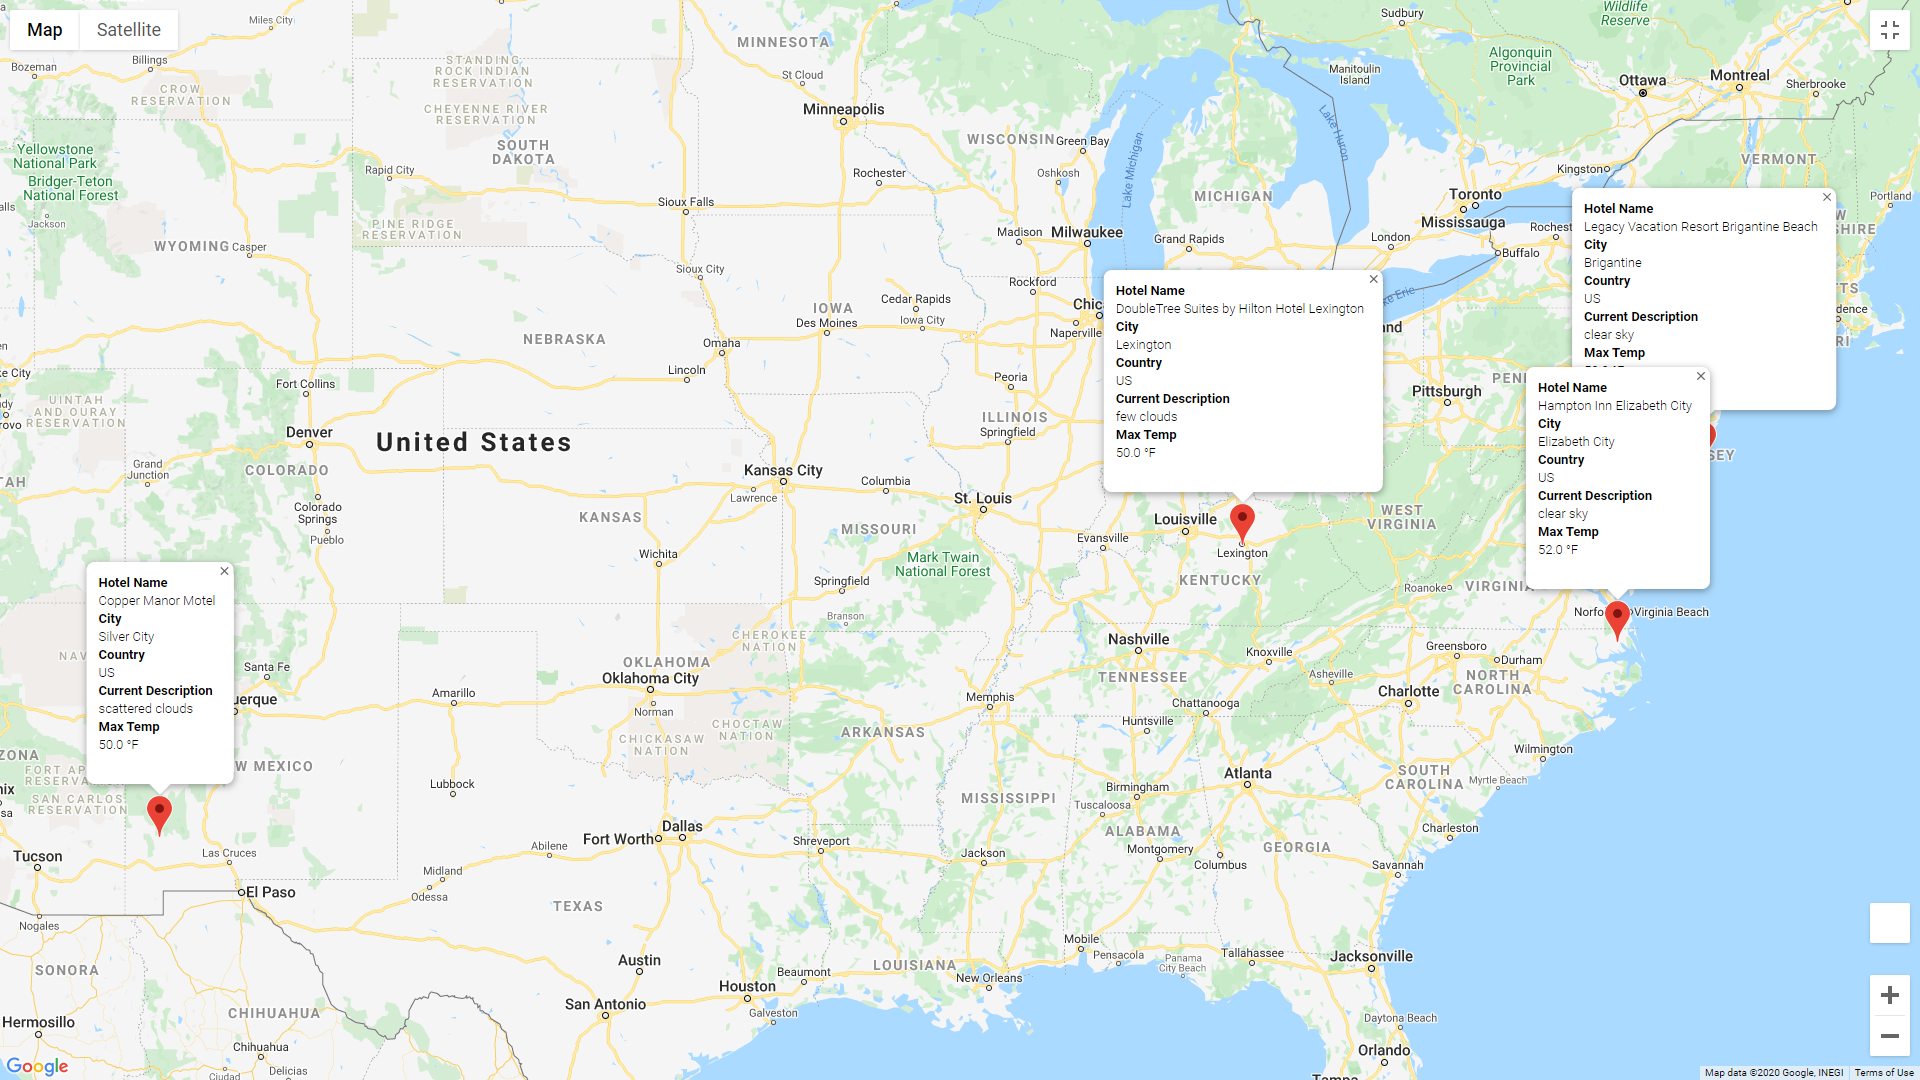 Map
Satellite
Hotel Name
Legacy Vacation Resort Brigantine Beach
City
Brigantine
Country
US
Current Description
clear sky
Max Temp
Hotel Name
DoubleTree Suites by Hilton Hotel Lexington
City
Lexington
Country
US
Current Description
few clouds
Max Temp
50.0 °F
Hotel Name
Hampton Inn Elizabeth City
City
Elizabeth City
Country
US
Current Description
clear sky
Max Temp
52.0 °F
Hotel Name
Copper Manor Motel
City
Silver City
Country
US
Current Description
scattered clouds
Max Temp
50.0 °F
Miles City
Billings
Bozeman
CROW
RESERVATION
STANDING
ROCK INDIAN
RESERVATION
CHEYENNE RIVER
RESERVATION
SOUTH
DAKOTA
MINNESOTA
St Cloud
Minneapolis
WISCONSIN
Green Bay
Oshkosh
Rochester
Sudbury
Wildlife
Reserve
Manitoulin
Island
Algonquin
Provincial
Park
Ottawa
Montreal
Sherbrooke
VERMONT
Portland
Kingston
Toronto
Mississauga
London
Buffalo
Lake Huron
Lake Michigan
MICHIGAN
Grand Rapids
Yellowstone
National Park
Bridger-Teton
National Forest
Jackson
WYOMING
Casper
Rapid City
PINE RIDGE
RESERVATION
Sioux Falls
Sioux City
Madison
Milwaukee
Rockford
Naperville
IOWA
Des Moines
Cedar Rapids
Iowa City
NEBRASKA
Omaha
Lincoln
Peoria
ILLINOIS
Springfield
Pittsburgh
UINTAH
AND OURAY
RESERVATION
Fort Collins
Denver
Grand
Junction
COLORADO
Colorado
Springs
Pueblo
United States
Kansas City
Lawrence
Columbia
St. Louis
KANSAS
MISSOURI
Wichita
Springfield
Branson
Mark Twain
National Forest
Evansville
Louisville
Lexington
KENTUCKY
WEST
VIRGINIA
Roanoke
VIRGINIA
Virginia Beach
CHEROKEE
NATION
OKLAHOMA
Oklahoma City
Norman
CHOCTAW
NATION
CHICKASAW
NATION
Santa Fe
Amarillo
Lubbock
Nashville
TENNESSEE
Knoxville
Memphis
Chattanooga
Huntsville
ARKANSAS
Asheville
Greensboro
Durham
NORTH
CAROLINA
Charlotte
Wilmington
SOUTH
CAROLINA
Myrtle Beach
Charleston
Atlanta
Birmingham
Tuscaloosa
ALABAMA
Montgomery
Columbus
GEORGIA
Savannah
MISSISSIPPI
Jackson
Shreveport
Dallas
Fort Worth
Abilene
Midland
Odessa
SAN CARLOS
RESERVATION
Tucson
Las Cruces
El Paso
Nogales
TEXAS
Austin
San Antonio
Houston
Galveston
Beaumont
LOUISIANA
New Orleans
Mobile
Pensacola
Panama
City Beach
Tallahassee
Jacksonville
Daytona Beach
Orlando
SONORA
Hermosillo
CHIHUAHUA
Chihuahua
Ciudad
Delicias
Google
Map data ©2020 Google, INEGI
Terms of Use